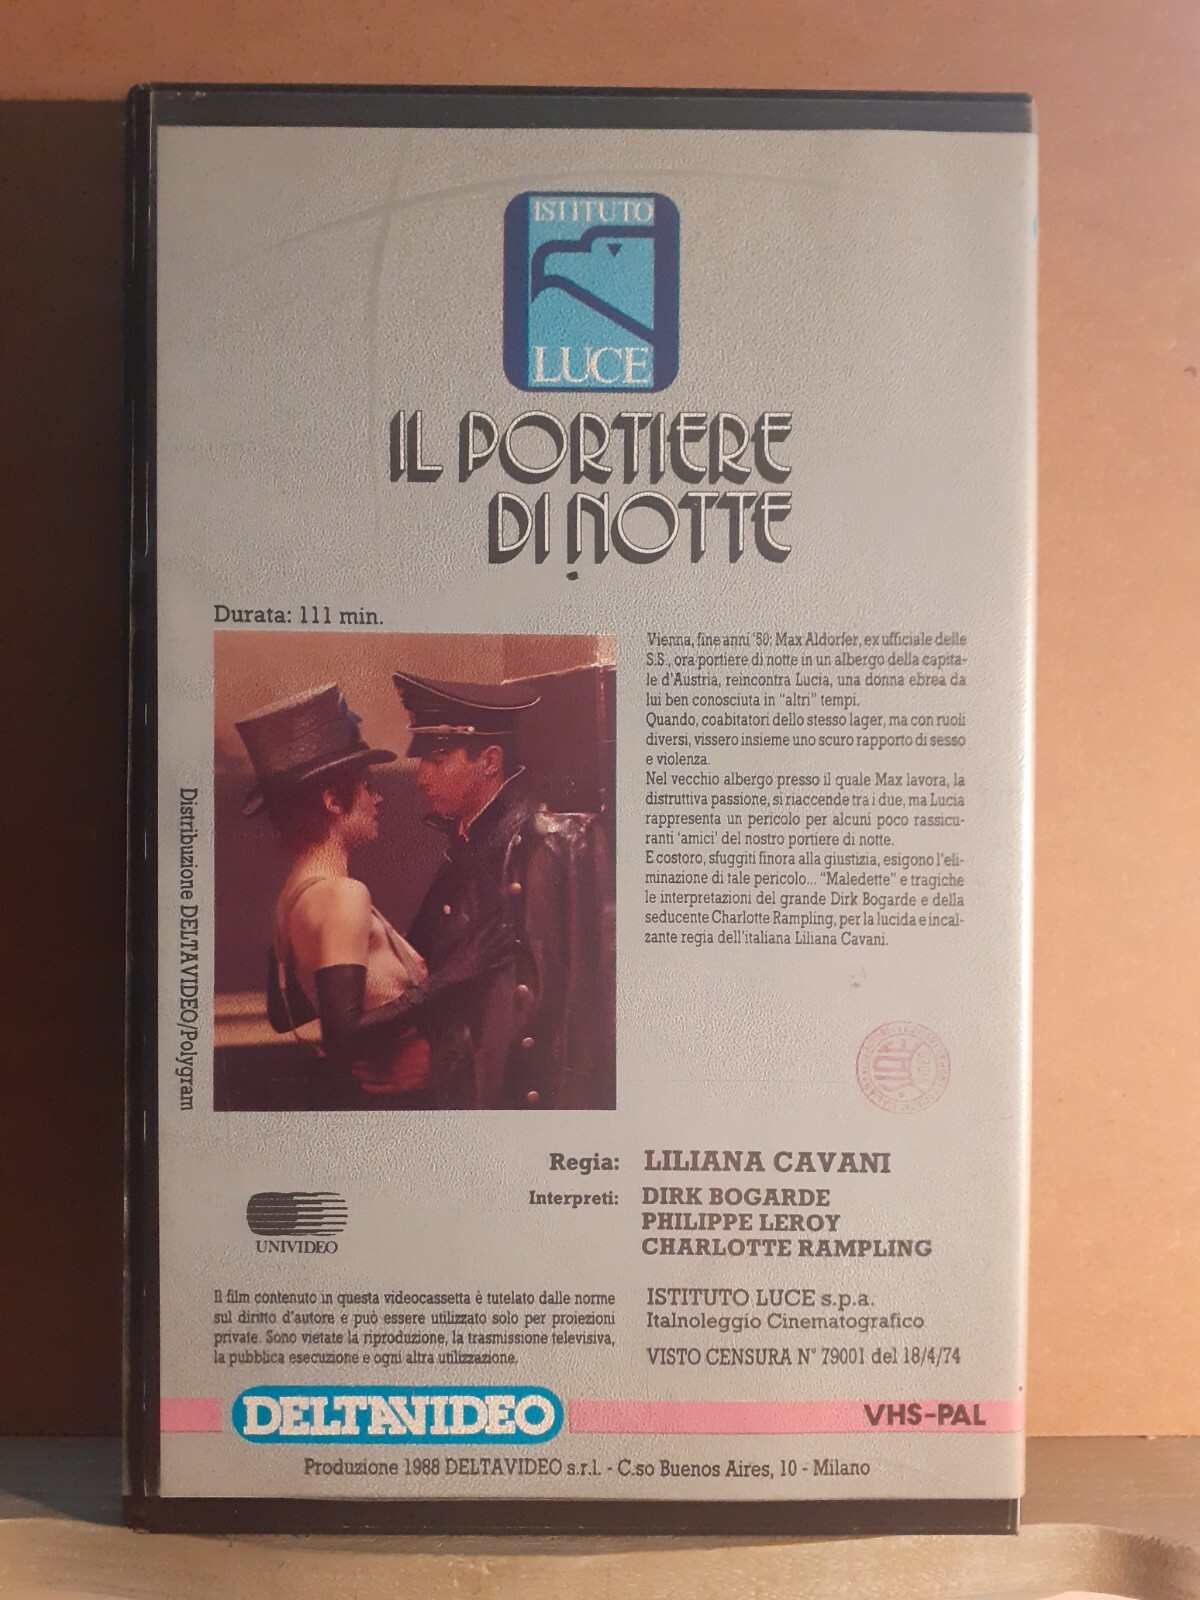 ISTITUTO
LUCE
IL PORTIERE
DI NOTTE
Durata: 111 min.
Vienna, fine anni '50: Max Aldorfer, ex ufficiale delle
S.S., ora portiere di notte in un albergo della capita-
le d'Austria, reincontra Lucia, una donna ebrea da
lui ben conosciuta in "altri" tempi.
Quando, coabitatori dello stesso lager, ma con ruoli
diversi, vissero insieme uno scuro rapporto di sesso
e violenza.
Nel vecchio albergo presso il quale Max lavora, la
distruttiva passione, si riaccende tra i due, ma Lucia
rappresenta un pericolo per alcuni poco rassicu-
ranti 'amici' del nostro portiere di notte.
E costoro, sfuggiti finora alla giustizia, esigono l'eli-
minazione di tale pericolo... "Maledette" e tragiche
le interpretazioni del grande Dirk Bogarde e della
seducente Charlotte Rampling, per la lucida e incal-
zante regia dell'italiana Liliana Cavani.
Distribuzione DELTAVIDEO/Polygram
Regia: LILIANA CAVANI
Interpreti: DIRK BOGARDE
PHILIPPE LEROY
CHARLOTTE RAMPLING
UNIVIDEO
Il film contenuto in questa videocassetta è tutelato dalle norme
sul diritto d'autore e può essere utilizzato solo per proiezioni
private. Sono vietate la riproduzione, la trasmissione televisiva,
la pubblica esecuzione e ogni altra utilizzazione.
ISTITUTO LUCE s.p.a.
Italnoleggio Cinematografico
VISTO CENSURA N° 79001 del 18/4/74
DELTAVIDEO
VHS-PAL
Produzione 1988 DELTAVIDEO s.r.l. - C.so Buenos Aires, 10 - Milano